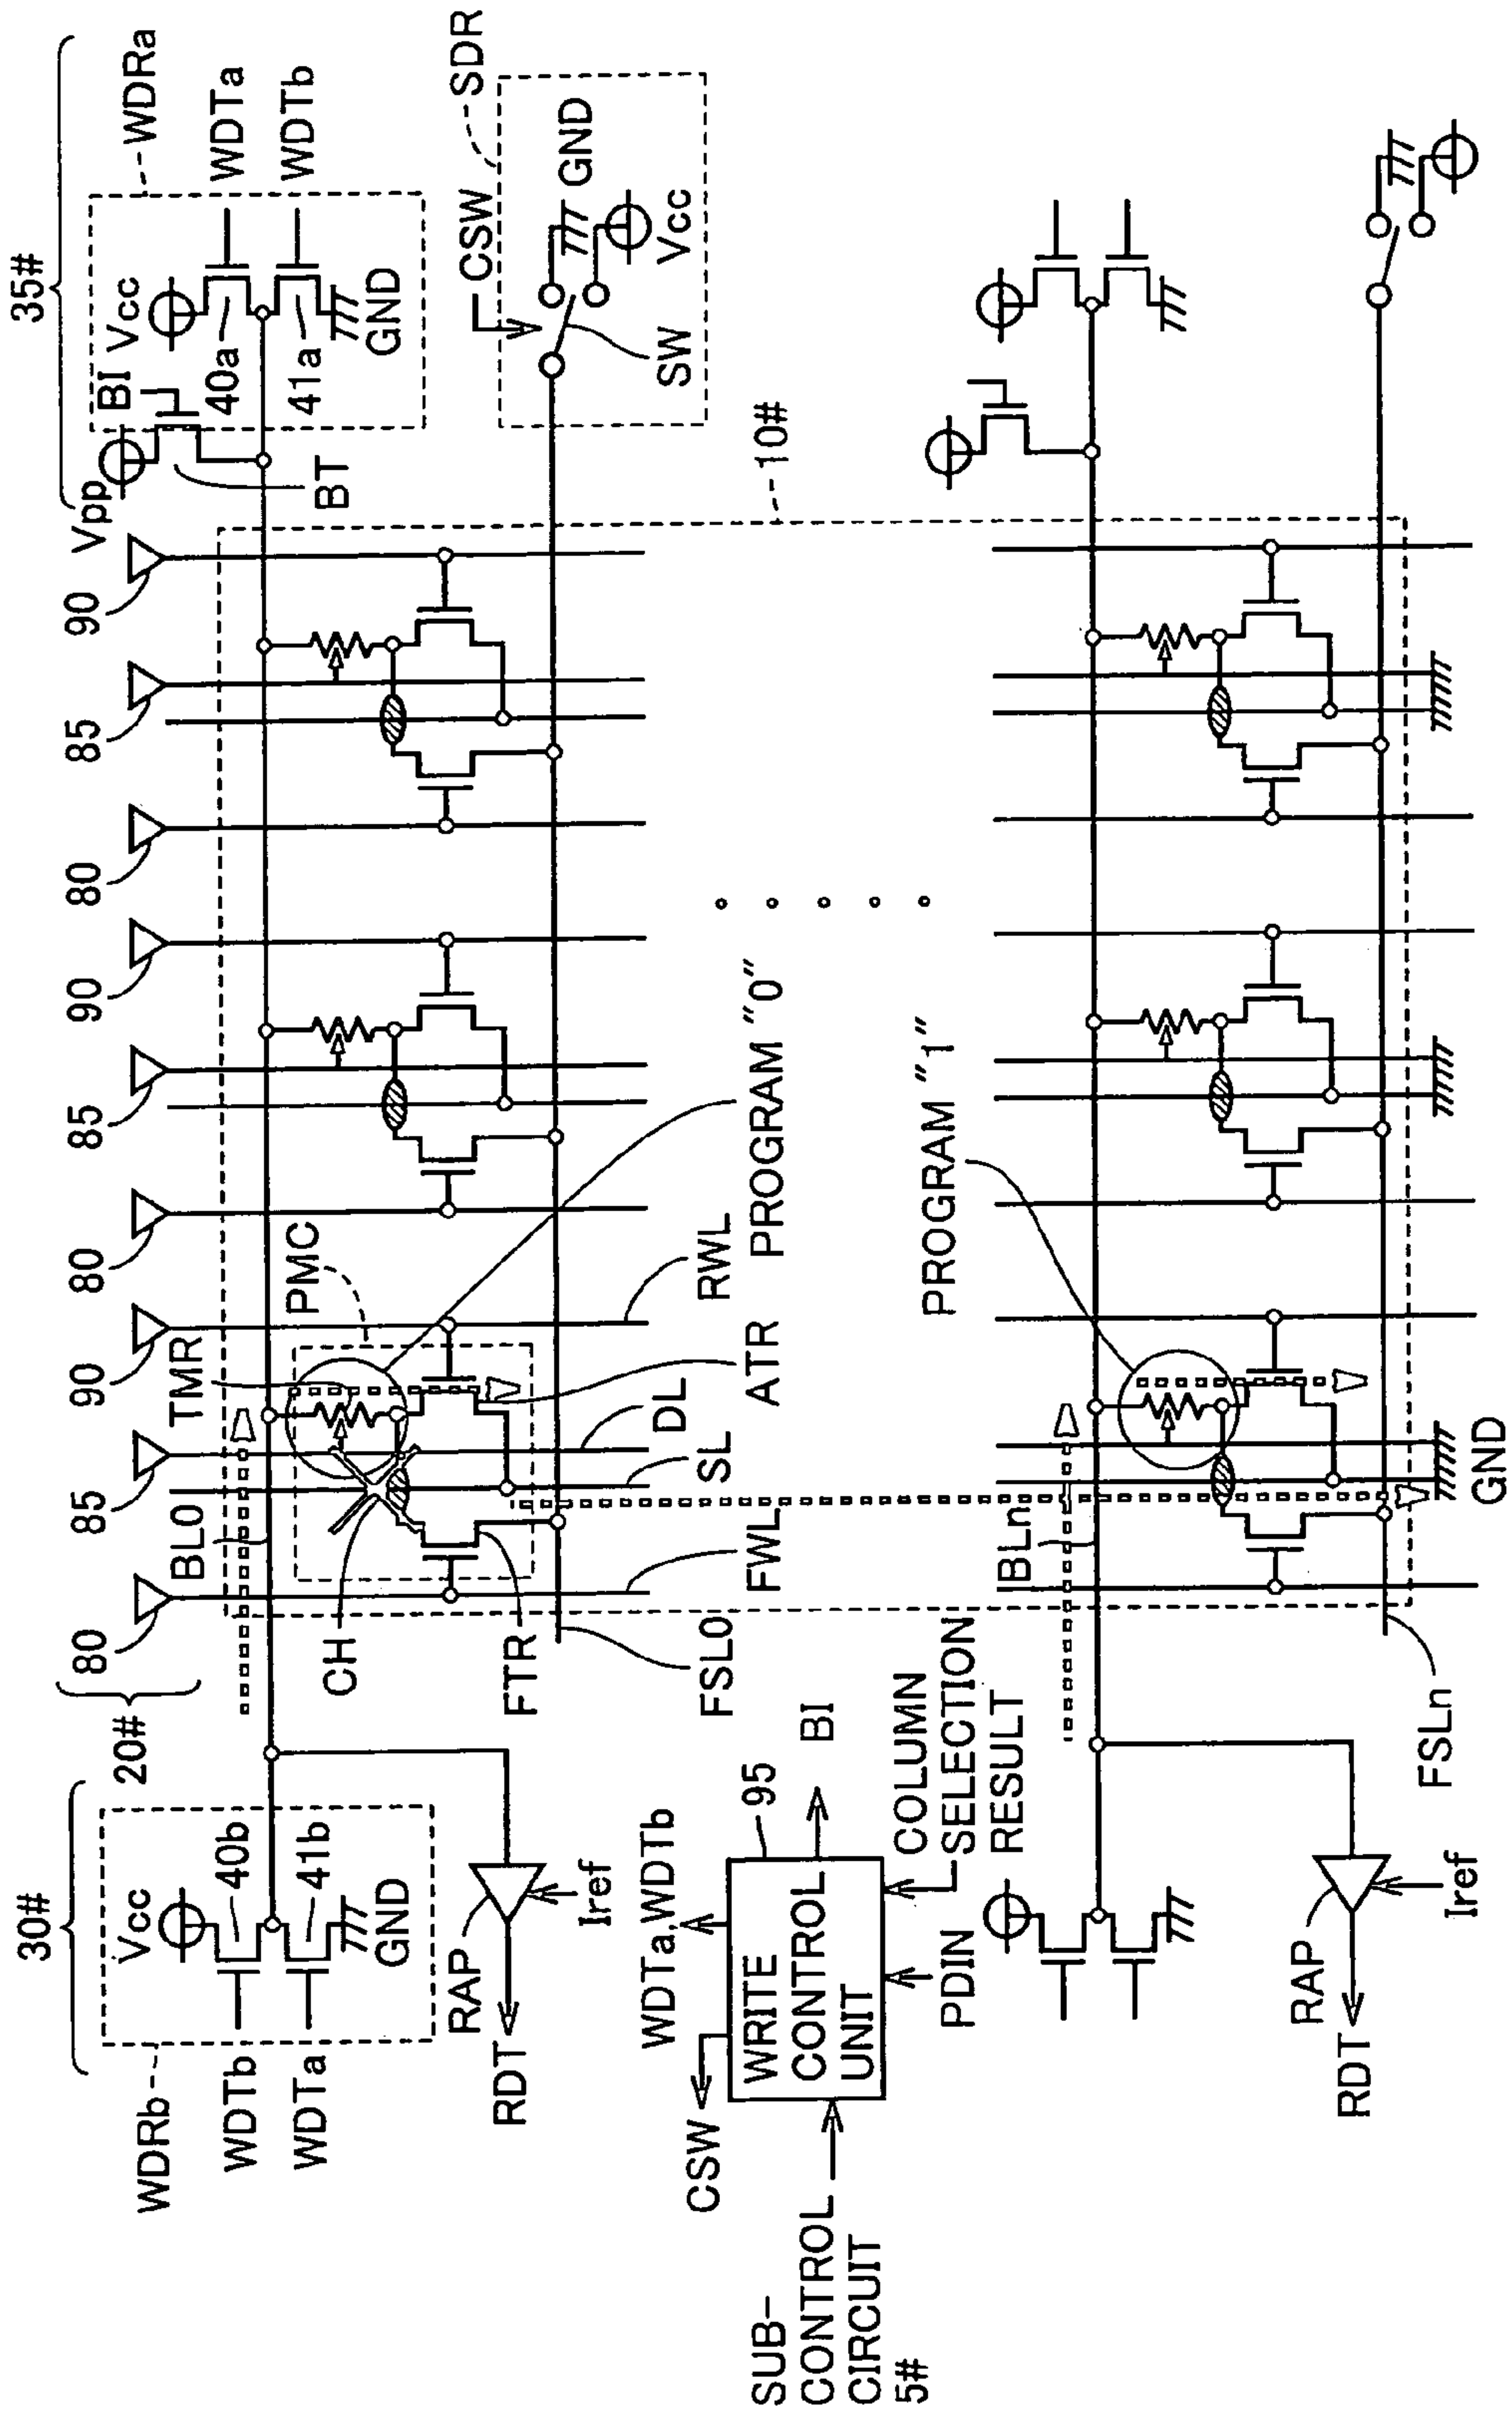 30#
20#
35#
WDRb
Vcc
40b
41b
GND
WDTb
WDTa
RAP
Iref
RDT
80
85
90
80
85
90
80
85
90
Vpp
BI
Vcc
40a
41a
GND
BT
WDRa
WDTa
WDTb
BL0
TMR
PMC
CH
FTR
ATR
FWL
SL
DL
RWL
FSL0
PROGRAM "0"
CSW
SW
GND
Vcc
SDR
10#
CSW
WDTa,WDTb
95
BI
WRITE
CONTROL
UNIT
SUB-
CONTROL
CIRCUIT
5#
PDIN
COLUMN
SELECTION
RESULT
PROGRAM "1"
BLn
RAP
Iref
RDT
FSLn
GND